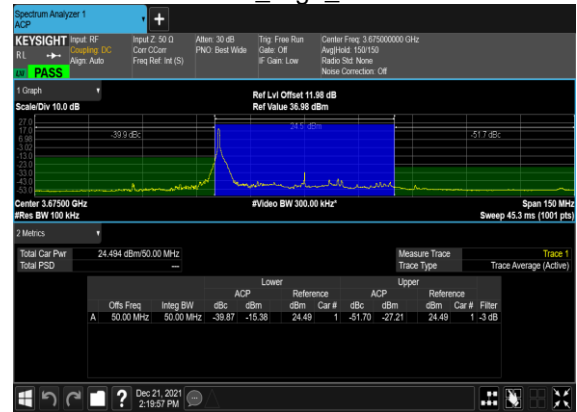 Spectrum Analyzer 1
ACP
KEYSIGHT Input: RF Input Z: 50 Ω Atten: 30 dB Trig: Free Run Center Freq: 3.675000000 GHz
RL Coupling: DC Corr CCorr PNO: Best Wide Gate: Off Avg|Hold: 150/150
Align: Auto Freq Ref: Int (S) IF Gain: Low Radio Std: None
PASS Noise Correction: Off
1 Graph Ref Lvl Offset 11.98 dB
Scale/Div 10.0 dB Ref Value 36.98 dBm
27.0
17.0 24.5 dBm
6.98 -39.9 dBc -51.7 dBc
-3.02
-13.0
-23.0
-33.0
-43.0
-53.0
Center 3.67500 GHz #Video BW 300.00 kHz* Span 150 MHz
#Res BW 100 kHz Sweep 45.3 ms (1001 pts)
2 Metrics
Total Car Pwr 24.494 dBm/50.00 MHz Measure Trace Trace 1
Total PSD --- Trace Type Trace Average (Active)
Lower Upper
ACP Reference ACP Reference
Offs Freq Integ BW dBc dBm dBm Car # dBc dBm dBm Car # Filter
A 50.00 MHz 50.00 MHz -39.87 -15.38 24.49 1 -51.70 -27.21 24.49 1 -3 dB
? Dec 21, 2021
2:19:57 PM